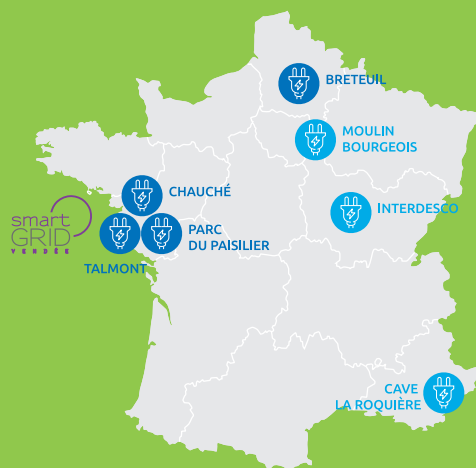 BRETEUIL
MOULIN
BOURGEOIS
CHAUCHÉ
INTERDESCO
smart
GRID
VENDÉE
PARC
DU PAISILIER
TALMONT
CAVE
LA ROQUIÈRE